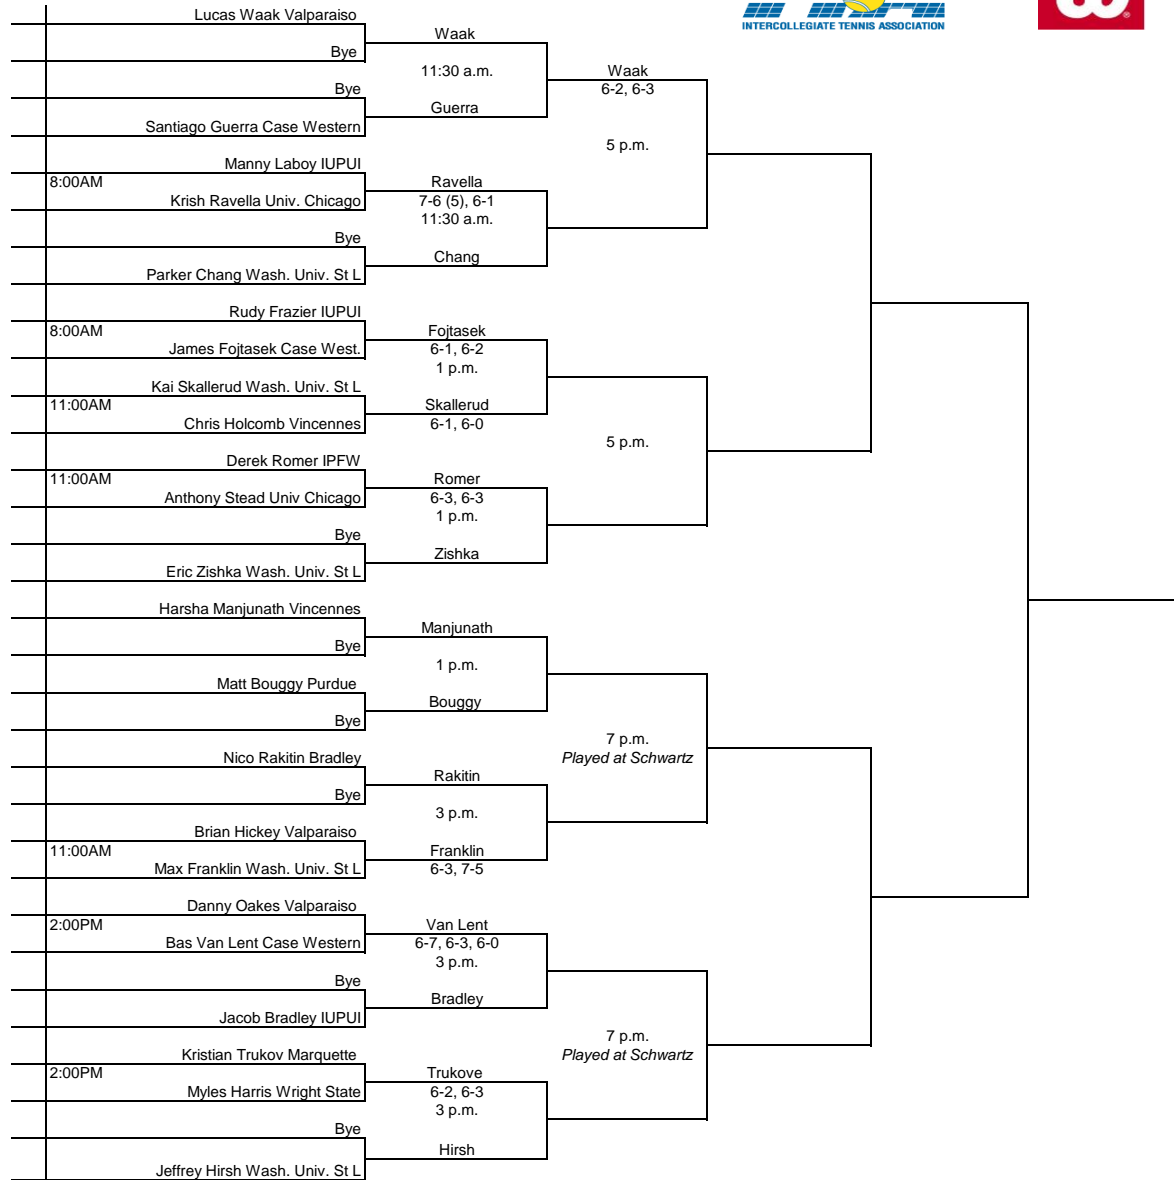 Lucas Waak Valparaiso
Waak
Bye
11:30 a.m.
Waak
6-2, 6-3
Bye
Guerra
Santiago Guerra Case Western
5 p.m.
Manny Laboy IUPUI
8:00AM
Ravella
Krish Ravella Univ. Chicago
7-6 (5), 6-1
11:30 a.m.
Bye
Chang
Parker Chang Wash. Univ. St L
Rudy Frazier IUPUI
8:00AM
Fojtasek
James Fojtasek Case West.
6-1, 6-2
1 p.m.
Kai Skallerud Wash. Univ. St L
11:00AM
Skallerud
Chris Holcomb Vincennes
6-1, 6-0
5 p.m.
Derek Romer IPFW
11:00AM
Romer
Anthony Stead Univ Chicago
6-3, 6-3
1 p.m.
Bye
Zishka
Eric Zishka Wash. Univ. St L
Harsha Manjunath Vincennes
Manjunath
Bye
1 p.m.
Matt Bouggy Purdue
Bouggy
Bye
7 p.m.
Played at Schwartz
Nico Rakitin Bradley
Rakitin
Bye
3 p.m.
Brian Hickey Valparaiso
11:00AM
Franklin
Max Franklin Wash. Univ. St L
6-3, 7-5
Danny Oakes Valparaiso
2:00PM
Van Lent
Bas Van Lent Case Western
6-7, 6-3, 6-0
3 p.m.
Bye
Bradley
Jacob Bradley IUPUI
7 p.m.
Played at Schwartz
Kristian Trukov Marquette
2:00PM
Trukove
Myles Harris Wright State
6-2, 6-3
3 p.m.
Bye
Hirsh
Jeffrey Hirsh Wash. Univ. St L
INTERCOLLEGIATE TENNIS ASSOCIATION